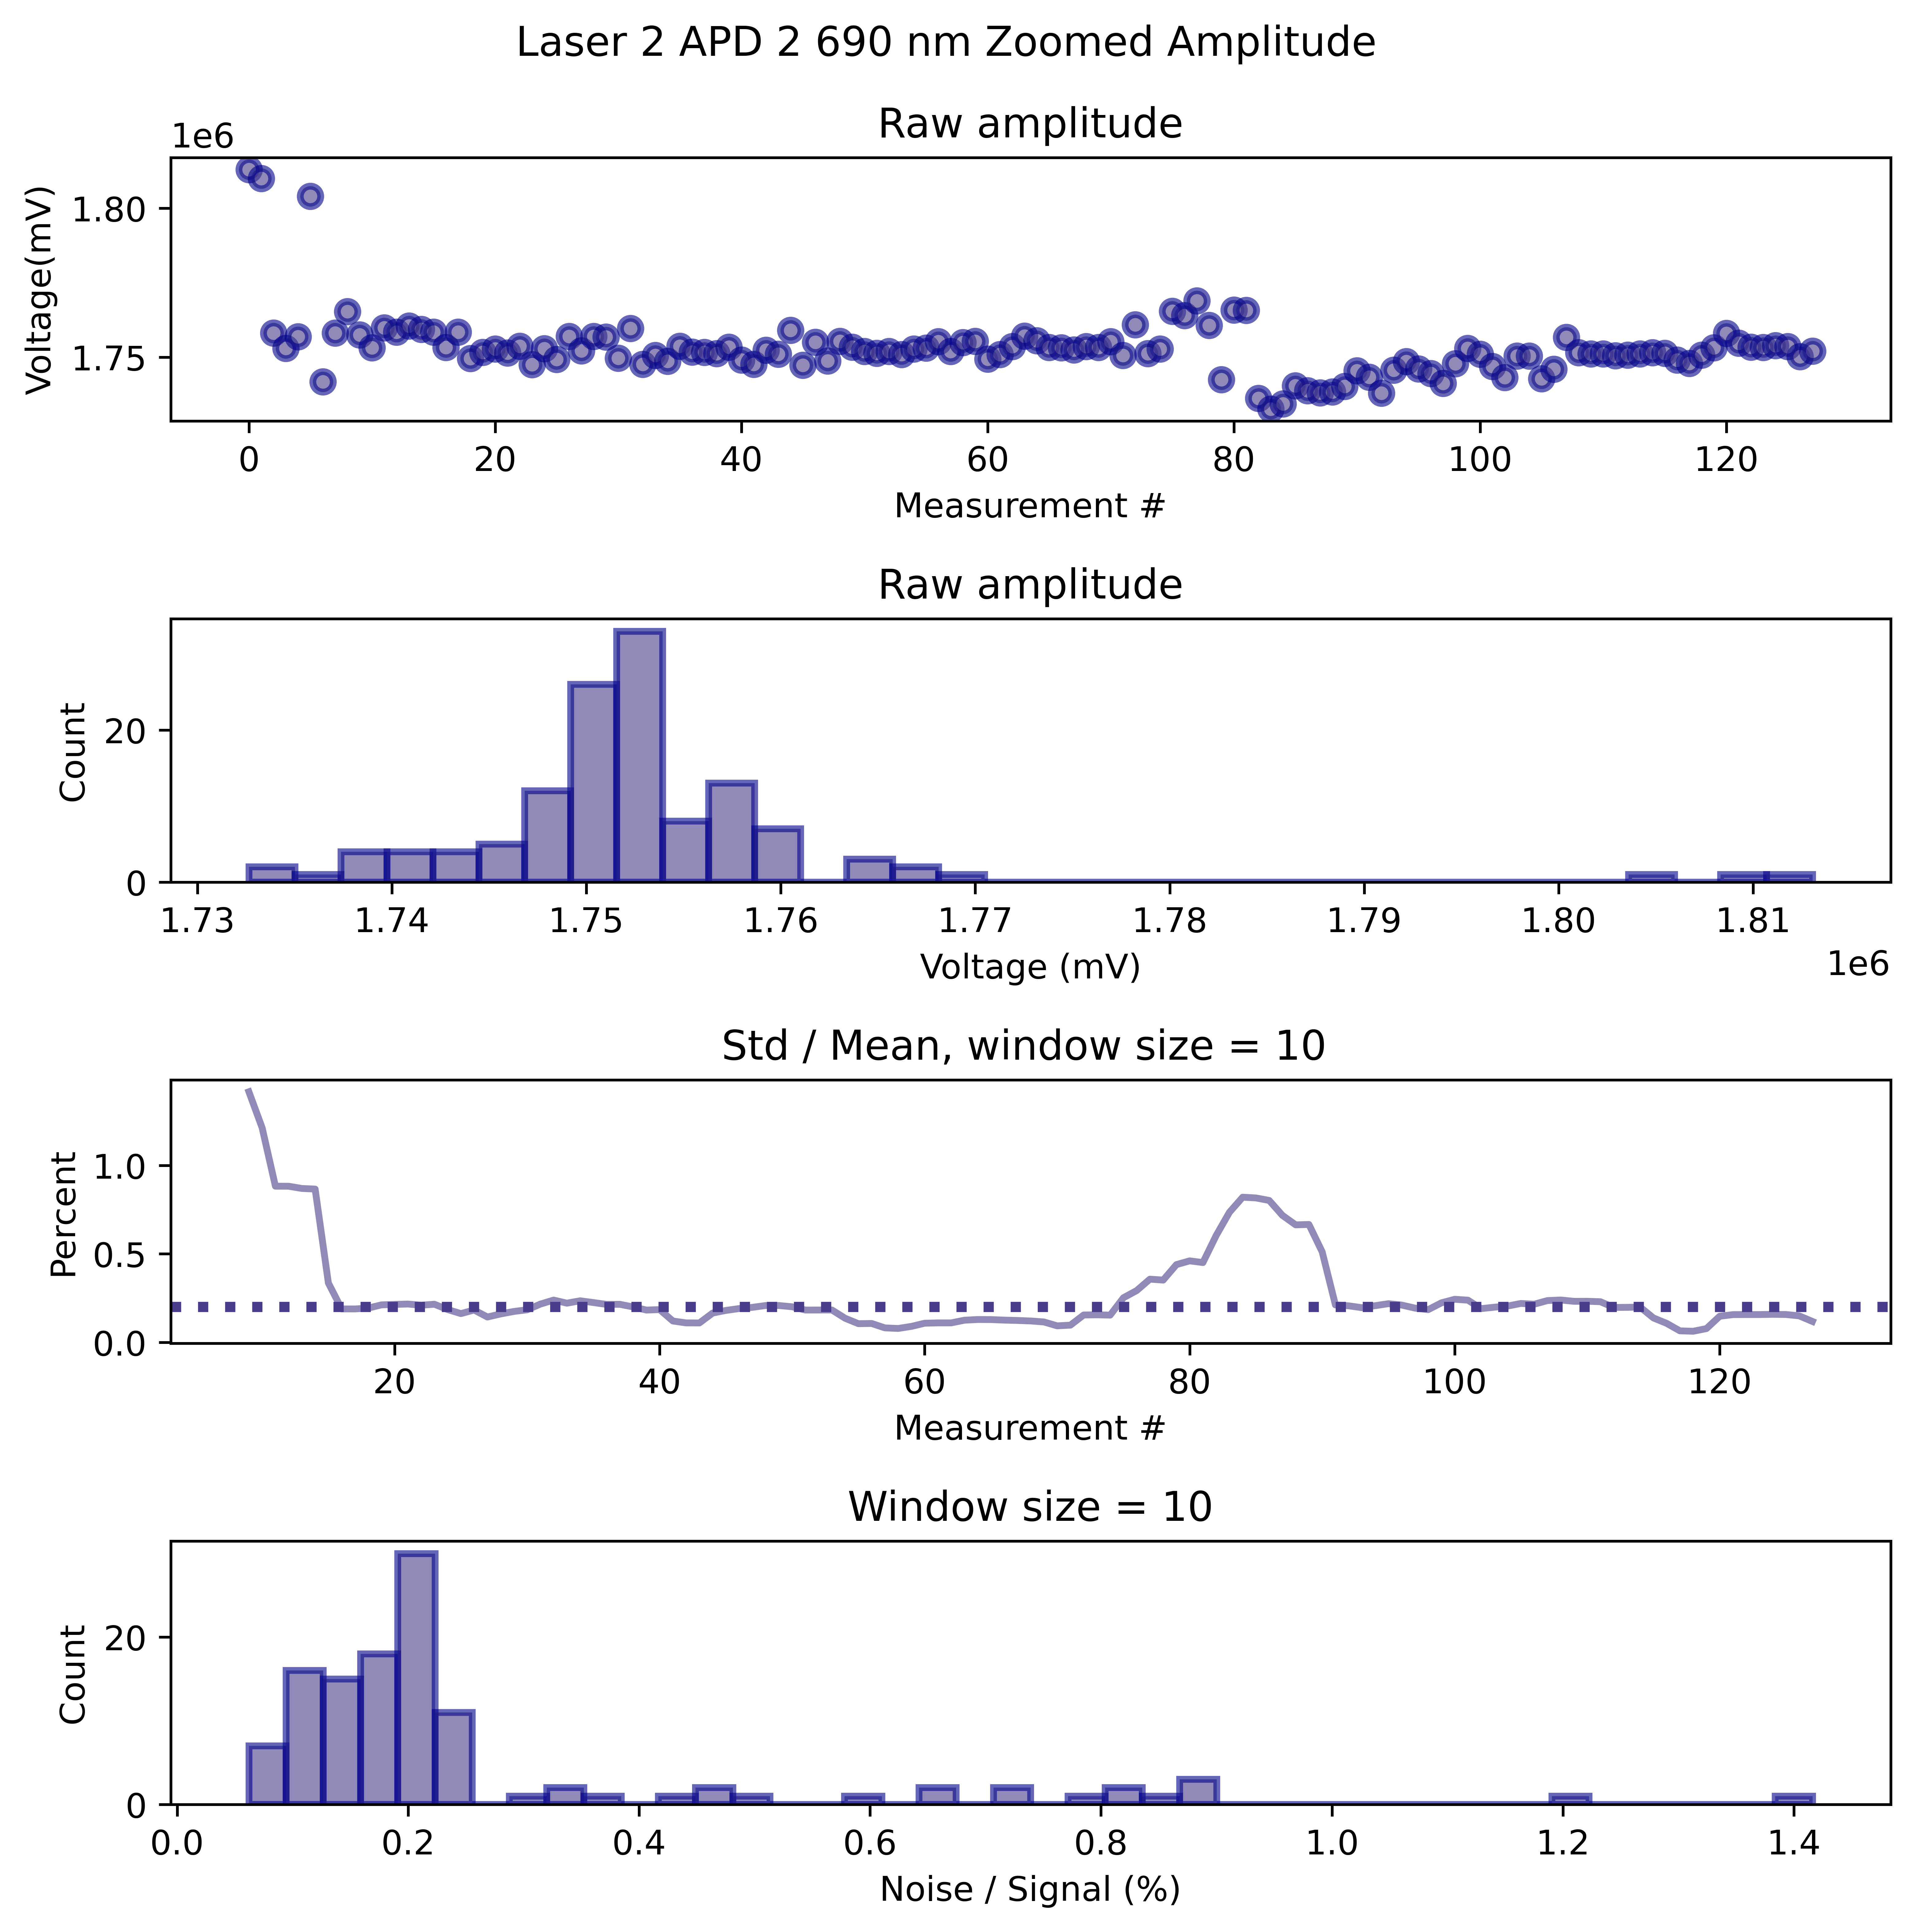 Laser 2 APD 2 690 nm Zoomed Amplitude
Raw amplitude
1e6
Voltage(mV)
1.80
1.75
0 20 40 60 80 100 120
Measurement #
Raw amplitude
Count
20
0
1.73 1.74 1.75 1.76 1.77 1.78 1.79 1.80 1.81
Voltage (mV)
1e6
Std / Mean, window size = 10
Percent
1.0
0.5
0.0
20 40 60 80 100 120
Measurement #
Window size = 10
Count
20
0
0.0 0.2 0.4 0.6 0.8 1.0 1.2 1.4
Noise / Signal (%)